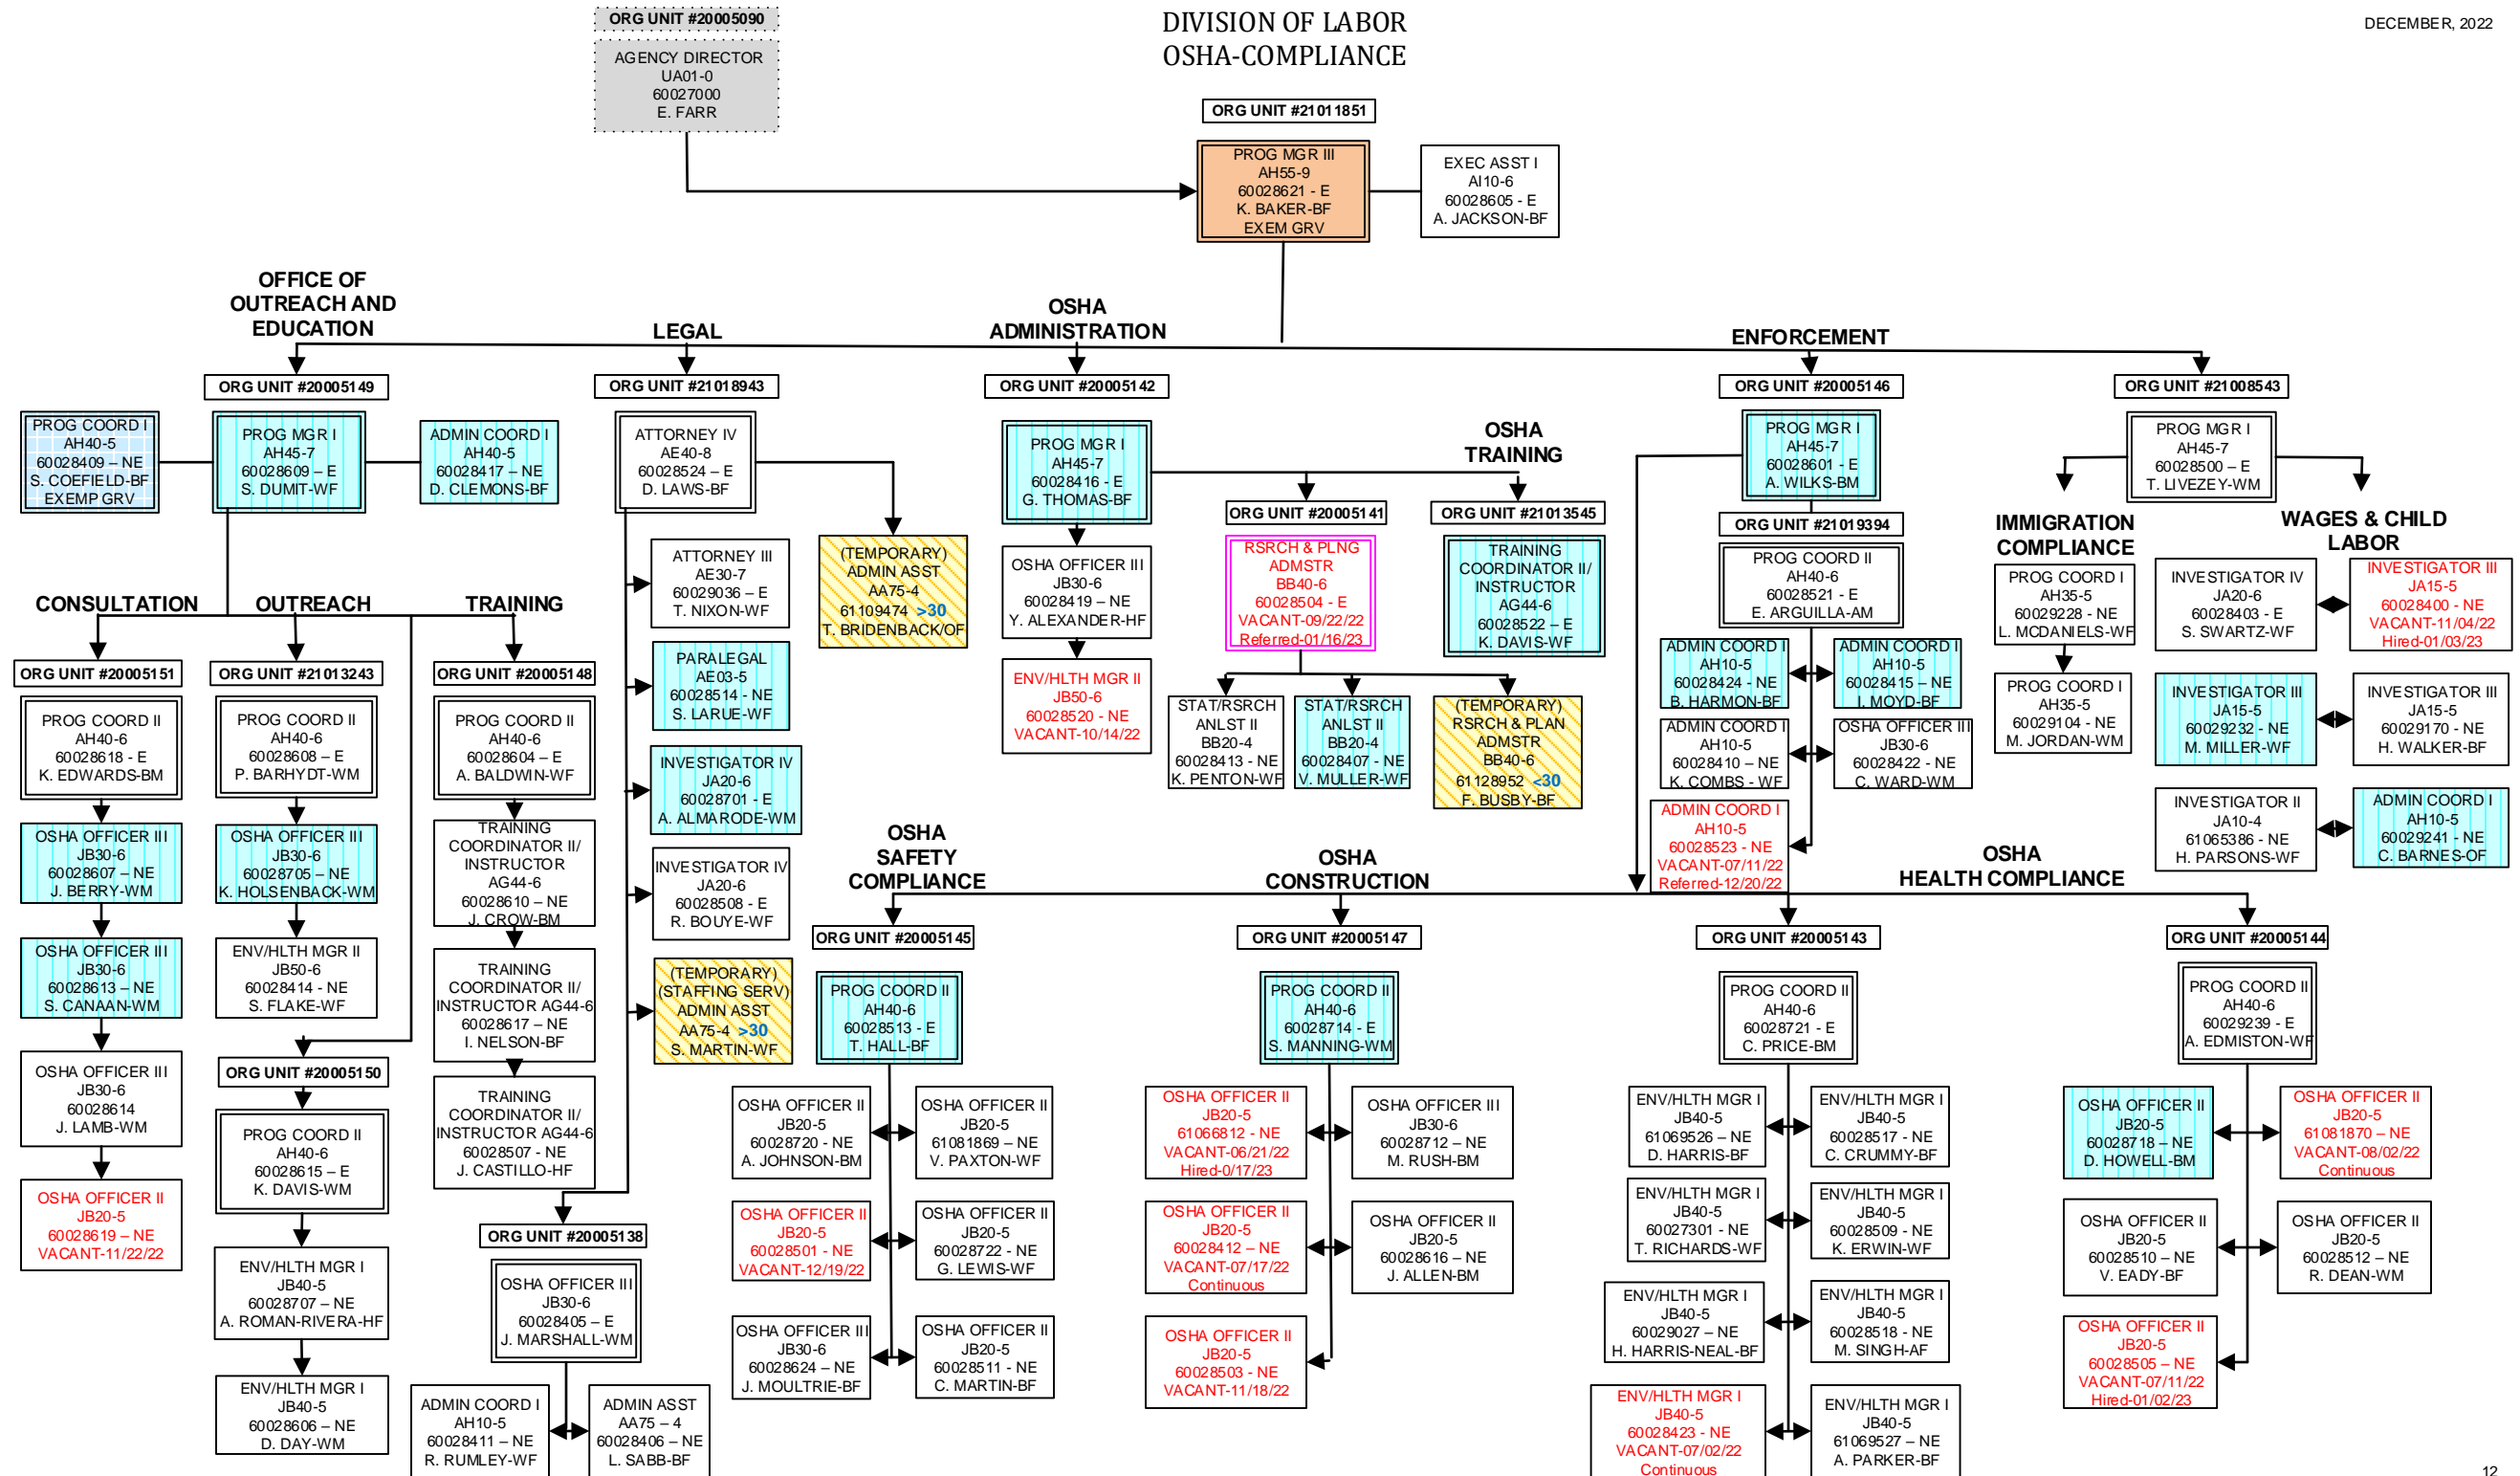 ORG UNIT #20005090
DIVISION OF LABOR
OSHA-COMPLIANCE
DECEMBER, 2022
AGENCY DIRECTOR
UA01-0
60027000
E. FARR
ORG UNIT #21011851
PROG MGR III
AH55-9
60028621 - E
K. BAKER-BF
EXEM GRV
EXEC ASST I
AI10-6
60028605 - E
A. JACKSON-BF
OFFICE OF
OUTREACH AND
EDUCATION
LEGAL
OSHA
ADMINISTRATION
ENFORCEMENT
ORG UNIT #20005149
ORG UNIT #21018943
ORG UNIT #20005142
ORG UNIT #20005146
ORG UNIT #21008543
PROG COORD I
AH40-5
60028409 – NE
S. COEFIELD-BF
EXEMP GRV
PROG MGR I
AH45-7
60028609 – E
S. DUMIT-WF
ADMIN COORD I
AH40-5
60028417 – NE
D. CLEMONS-BF
ATTORNEY IV
AE40-8
60028524 – E
D. LAWS-BF
PROG MGR I
AH45-7
60028416 - E
G. THOMAS-BF
OSHA
TRAINING
PROG MGR I
AH45-7
60028601 - E
A. WILKS-BM
PROG MGR I
AH45-7
60028500 – E
T. LIVEZEY-WM
ORG UNIT #20005141
ORG UNIT #21013545
ORG UNIT #21019394
IMMIGRATION
COMPLIANCE
WAGES & CHILD
LABOR
ATTORNEY III
AE30-7
60029036 – E
T. NIXON-WF
(TEMPORARY)
ADMIN ASST
AA75-4
61109474 >30
T. BRIDENBACK/OF
OSHA OFFICER III
JB30-6
60028419 – NE
Y. ALEXANDER-HF
RSRCH & PLNG
ADMSTR
BB40-6
60028504 - E
VACANT-09/22/22
Referred-01/16/23
TRAINING
COORDINATOR II/
INSTRUCTOR
AG44-6
60028522 – E
K. DAVIS-WF
PROG COORD II
AH40-6
60028521 – E
E. ARGUILLA-AM
PROG COORD I
AH35-5
60029228 - NE
L. MCDANIELS-WF
INVESTIGATOR IV
JA20-6
60028403 - E
S. SWARTZ-WF
INVESTIGATOR III
JA15-5
60028400 - NE
VACANT-11/04/22
Hired-01/03/23
CONSULTATION
OUTREACH
TRAINING
ORG UNIT #20005151
ORG UNIT #21013243
ORG UNIT #20005148
PARALEGAL
AE03-5
60028514 - NE
S. LARUE-WF
ENV/HLTH MGR II
JB50-6
60028520 - NE
VACANT-10/14/22
STAT/RSRCH
ANLST II
BB20-4
60028413 - NE
K. PENTON-WF
STAT/RSRCH
ANLST II
BB20-4
60028407 - NE
V. MULLER-WF
(TEMPORARY)
RSRCH & PLAN
ADMSTR
BB40-6
61128952 <30
F. BUSBY-BF
ADMIN COORD I
AH10-5
60028424 - NE
B. HARMON-BF
ADMIN COORD I
AH10-5
60028415 – NE
I. MOYD-BF
PROG COORD I
AH35-5
60029104 - NE
M. JORDAN-WM
INVESTIGATOR III
JA15-5
60029232 - NE
M. MILLER-WF
INVESTIGATOR III
JA15-5
60029170 - NE
H. WALKER-BF
PROG COORD II
AH40-6
60028618 - E
K. EDWARDS-BM
PROG COORD II
AH40-6
60028608 – E
P. BARHYDT-WM
PROG COORD II
AH40-6
60028604 – E
A. BALDWIN-WF
INVESTIGATOR IV
JA20-6
60028701 - E
A. ALMARODE-WM
ADMIN COORD I
AH10-5
60028410 – NE
K. COMBS - WF
OSHA OFFICER III
JB30-6
60028422 – NE
C. WARD-WM
ADMIN COORD I
AH10-5
60028523 - NE
VACANT-07/11/22
Referred-12/20/22
INVESTIGATOR II
JA10-4
61065386 - NE
H. PARSONS-WF
ADMIN COORD I
AH10-5
60029241 - NE
C. BARNES-OF
OSHA OFFICER III
JB30-6
60028607 – NE
J. BERRY-WM
OSHA OFFICER III
JB30-6
60028705 – NE
K. HOLSENBACK-WM
TRAINING
COORDINATOR II/
INSTRUCTOR
AG44-6
60028610 – NE
J. CROW-BM
INVESTIGATOR IV
JA20-6
60028508 - E
R. BOUYE-WF
OSHA
SAFETY
COMPLIANCE
OSHA
CONSTRUCTION
OSHA
HEALTH COMPLIANCE
ORG UNIT #20005145
ORG UNIT #20005147
ORG UNIT #20005143
ORG UNIT #20005144
OSHA OFFICER III
JB30-6
60028613 – NE
S. CANAAN-WM
ENV/HLTH MGR II
JB50-6
60028414 - NE
S. FLAKE-WF
TRAINING
COORDINATOR II/
INSTRUCTOR AG44-6
60028617 – NE
I. NELSON-BF
(TEMPORARY)
(STAFFING SERV)
ADMIN ASST
AA75-4 >30
S. MARTIN-WF
PROG COORD II
AH40-6
60028513 - E
T. HALL-BF
PROG COORD II
AH40-6
60028714 – E
S. MANNING-WM
PROG COORD II
AH40-6
60028721 - E
C. PRICE-BM
PROG COORD II
AH40-6
60029239 - E
A. EDMISTON-WF
OSHA OFFICER III
JB30-6
60028614
J. LAMB-WM
ORG UNIT #20005150
TRAINING
COORDINATOR II/
INSTRUCTOR AG44-6
60028507 - NE
J. CASTILLO-HF
PROG COORD II
AH40-6
60028615 – E
K. DAVIS-WM
OSHA OFFICER II
JB20-5
60028720 - NE
A. JOHNSON-BM
OSHA OFFICER II
JB20-5
61081869 – NE
V. PAXTON-WF
OSHA OFFICER II
JB20-5
61066812 - NE
VACANT-06/21/22
Hired-0/17/23
OSHA OFFICER III
JB30-6
60028712 – NE
M. RUSH-BM
ENV/HLTH MGR I
JB40-5
61069526 – NE
D. HARRIS-BF
ENV/HLTH MGR I
JB40-5
60028517 - NE
C. CRUMMY-BF
OSHA OFFICER II
JB20-5
60028718 – NE
D. HOWELL-BM
OSHA OFFICER II
JB20-5
61081870 – NE
VACANT-08/02/22
Continuous
OSHA OFFICER II
JB20-5
60028619 – NE
VACANT-11/22/22
ORG UNIT #20005138
OSHA OFFICER II
JB20-5
60028501 - NE
VACANT-12/19/22
OSHA OFFICER II
JB20-5
60028722 - NE
G. LEWIS-WF
OSHA OFFICER II
JB20-5
60028412 – NE
VACANT-07/17/22
Continuous
OSHA OFFICER II
JB20-5
60028616 – NE
J. ALLEN-BM
ENV/HLTH MGR I
JB40-5
60027301 - NE
T. RICHARDS-WF
ENV/HLTH MGR I
JB40-5
60028509 - NE
K. ERWIN-WF
OSHA OFFICER II
JB20-5
60028510 – NE
V. EADY-BF
OSHA OFFICER II
JB20-5
60028512 – NE
R. DEAN-WM
ENV/HLTH MGR I
JB40-5
60028707 – NE
A. ROMAN-RIVERA-HF
OSHA OFFICER III
JB30-6
60028405 – E
J. MARSHALL-WM
OSHA OFFICER III
JB30-6
60028624 – NE
J. MOULTRIE-BF
OSHA OFFICER II
JB20-5
60028511 – NE
C. MARTIN-BF
OSHA OFFICER II
JB20-5
60028503 - NE
VACANT-11/18/22
ENV/HLTH MGR I
JB40-5
60029027 – NE
H. HARRIS-NEAL-BF
ENV/HLTH MGR I
JB40-5
60028518 - NE
M. SINGH-AF
OSHA OFFICER II
JB20-5
60028505 – NE
VACANT-07/11/22
Hired-01/02/23
ENV/HLTH MGR I
JB40-5
60028606 – NE
D. DAY-WM
ADMIN COORD I
AH10-5
60028411 – NE
R. RUMLEY-WF
ADMIN ASST
AA75 – 4
60028406 – NE
L. SABB-BF
ENV/HLTH MGR I
JB40-5
60028423 - NE
VACANT-07/02/22
Continuous
ENV/HLTH MGR I
JB40-5
61069527 – NE
A. PARKER-BF
12